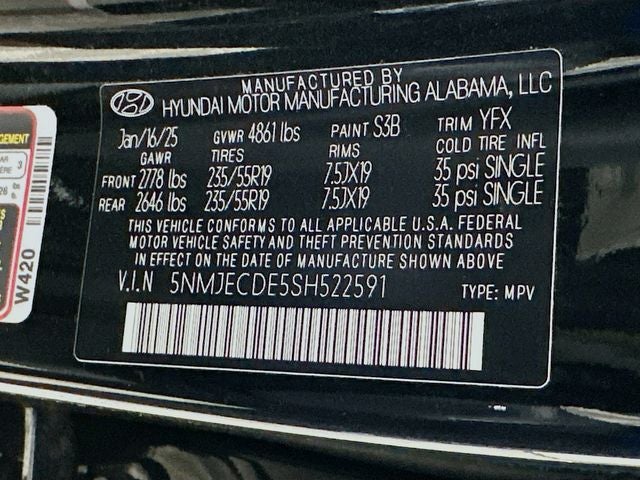 MANUFACTURED BY
HYUNDAI MOTOR MANUFACTURING ALABAMA, LLC
Jan/16/25 GVWR 4861 lbs PAINT S3B TRIM YFX
GAWR TIRES RIMS COLD TIRE INFL
FRONT 2778 lbs 235/55R19 7.5JX19 35 psi SINGLE
REAR 2646 lbs 235/55R19 7.5JX19 35 psi SINGLE
THIS VEHICLE CONFORMS TO ALL APPLICABLE U.S.A. FEDERAL
MOTOR VEHICLE SAFETY AND THEFT PREVENTION STANDARDS
IN EFFECT ON THE DATE OF MANUFACTURE SHOWN ABOVE
V.I.N 5NMJECDE5SH522591 TYPE: MPV
W420
3